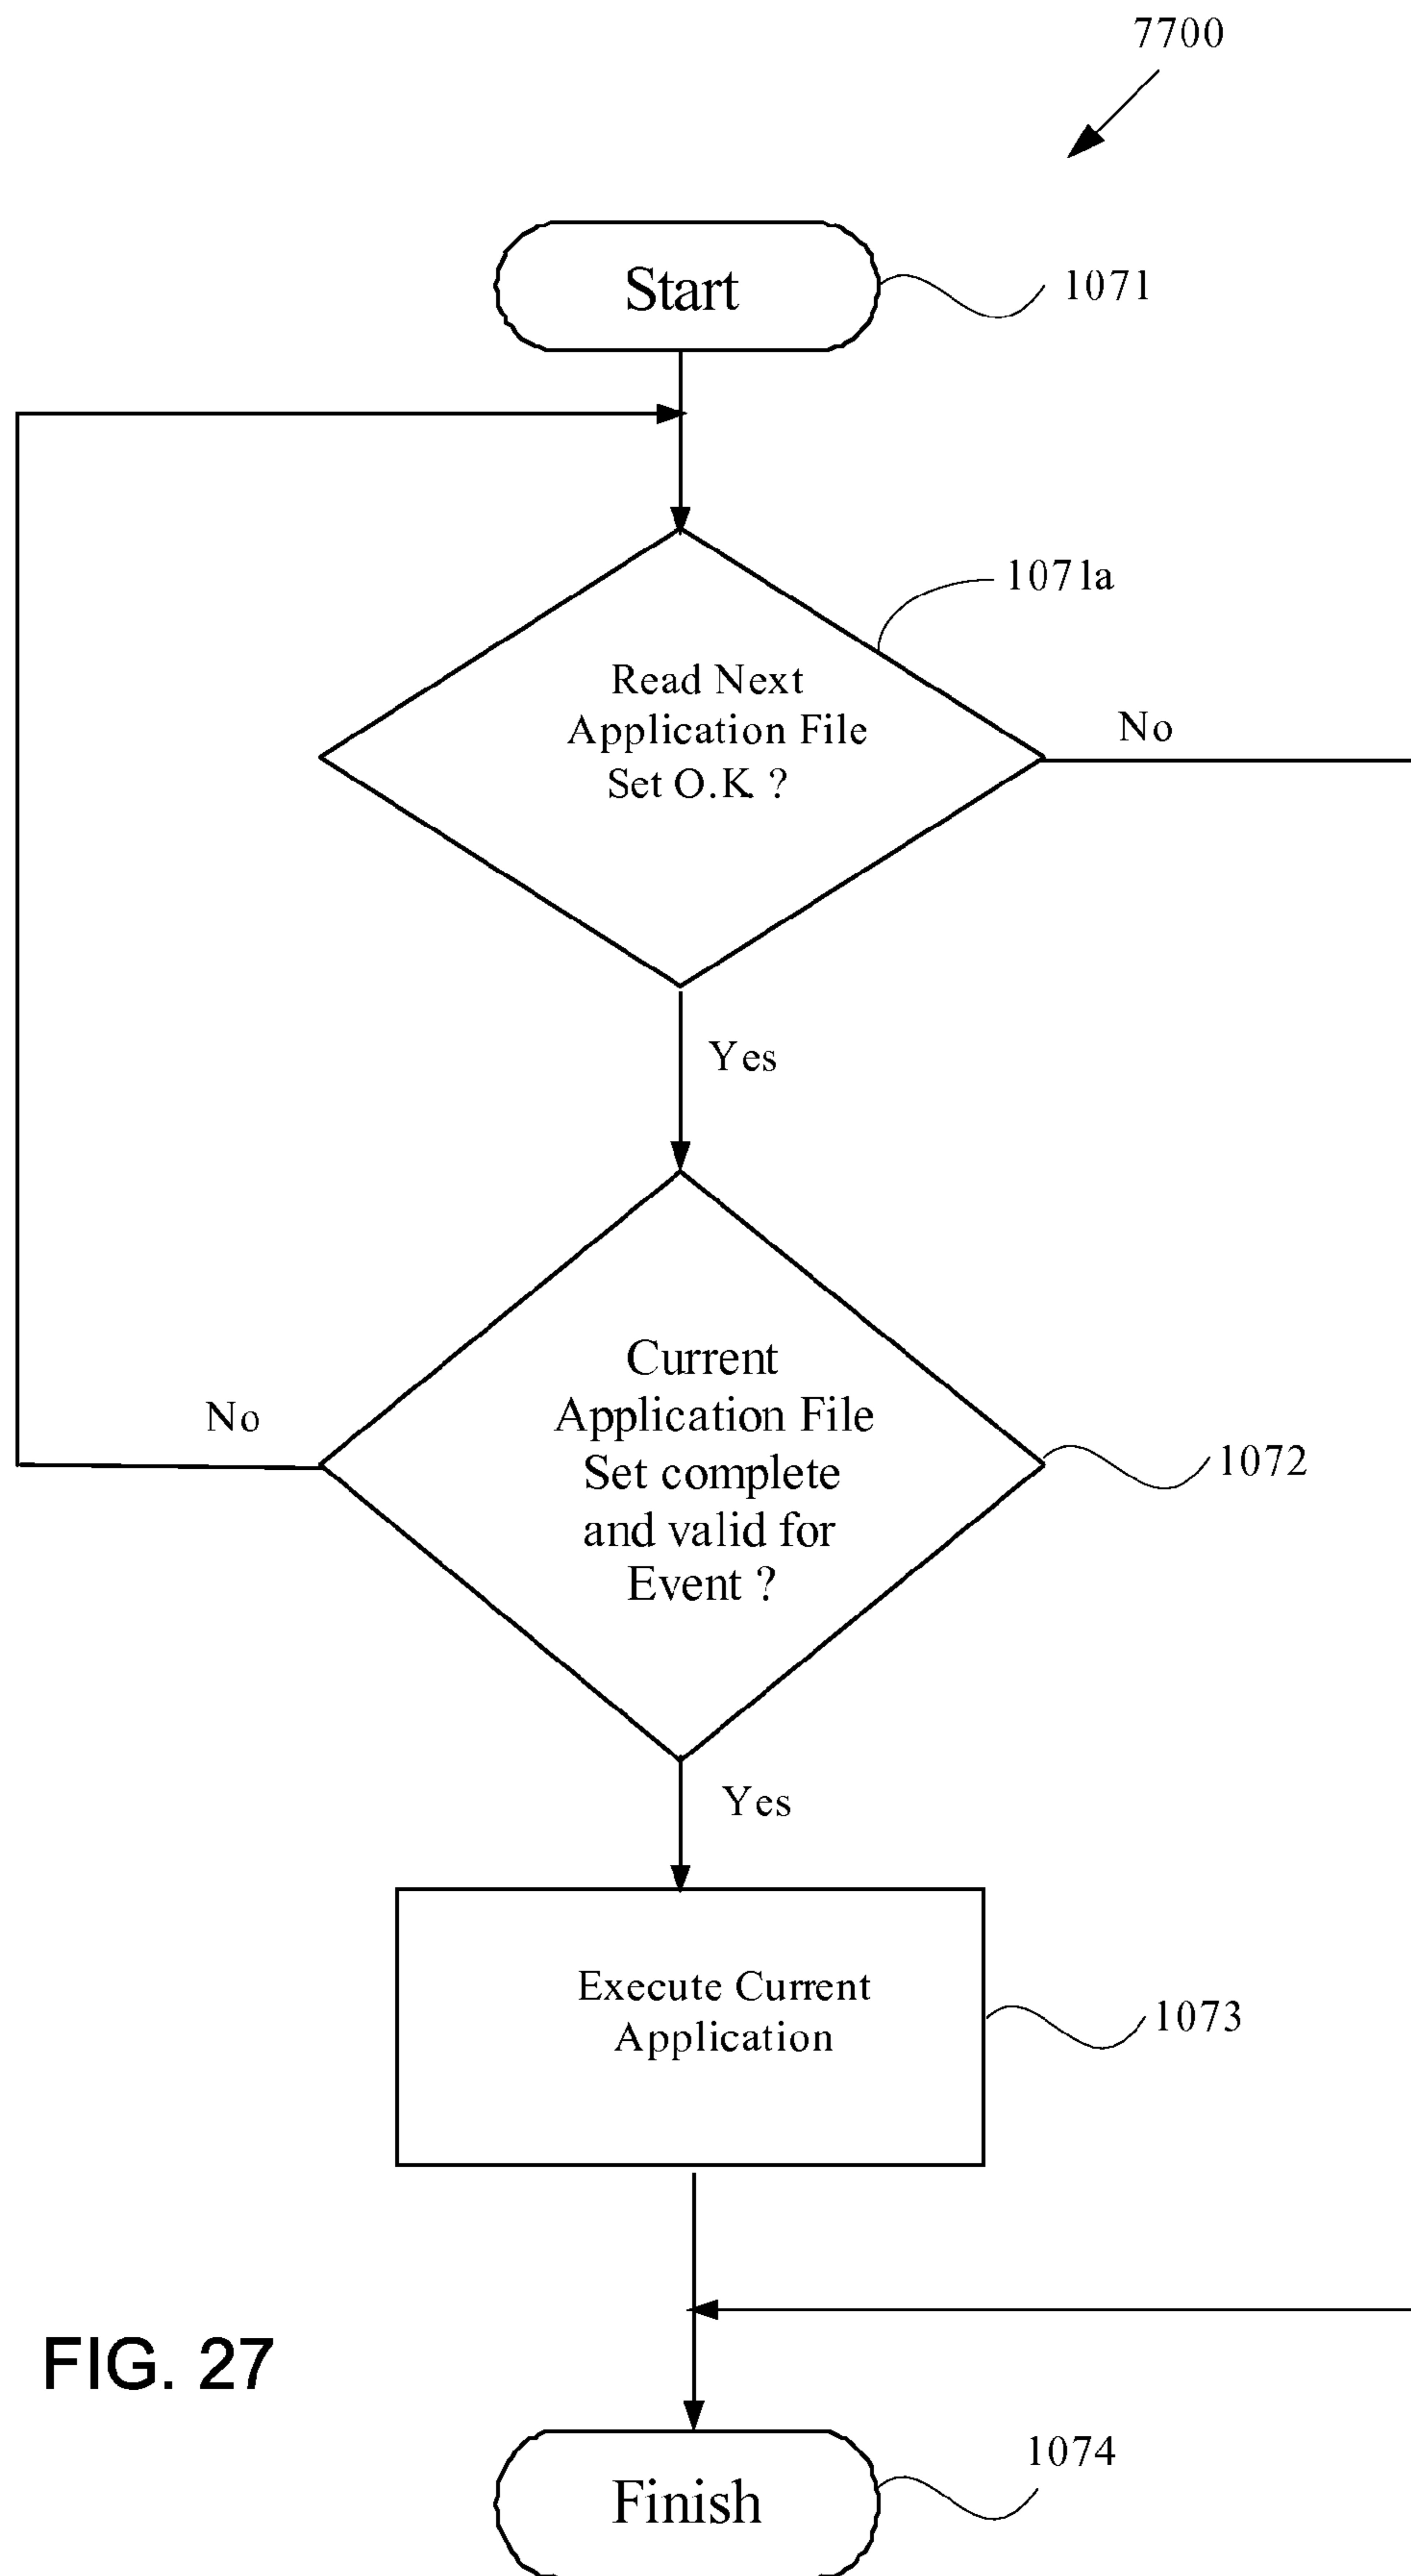 7700
Start
1071
1071a
Read Next
Application File
Set O.K. ?
No
Yes
Current
Application File
Set complete
and valid for
Event ?
No
1072
Yes
Execute Current
Application
1073
FIG. 27
1074
Finish